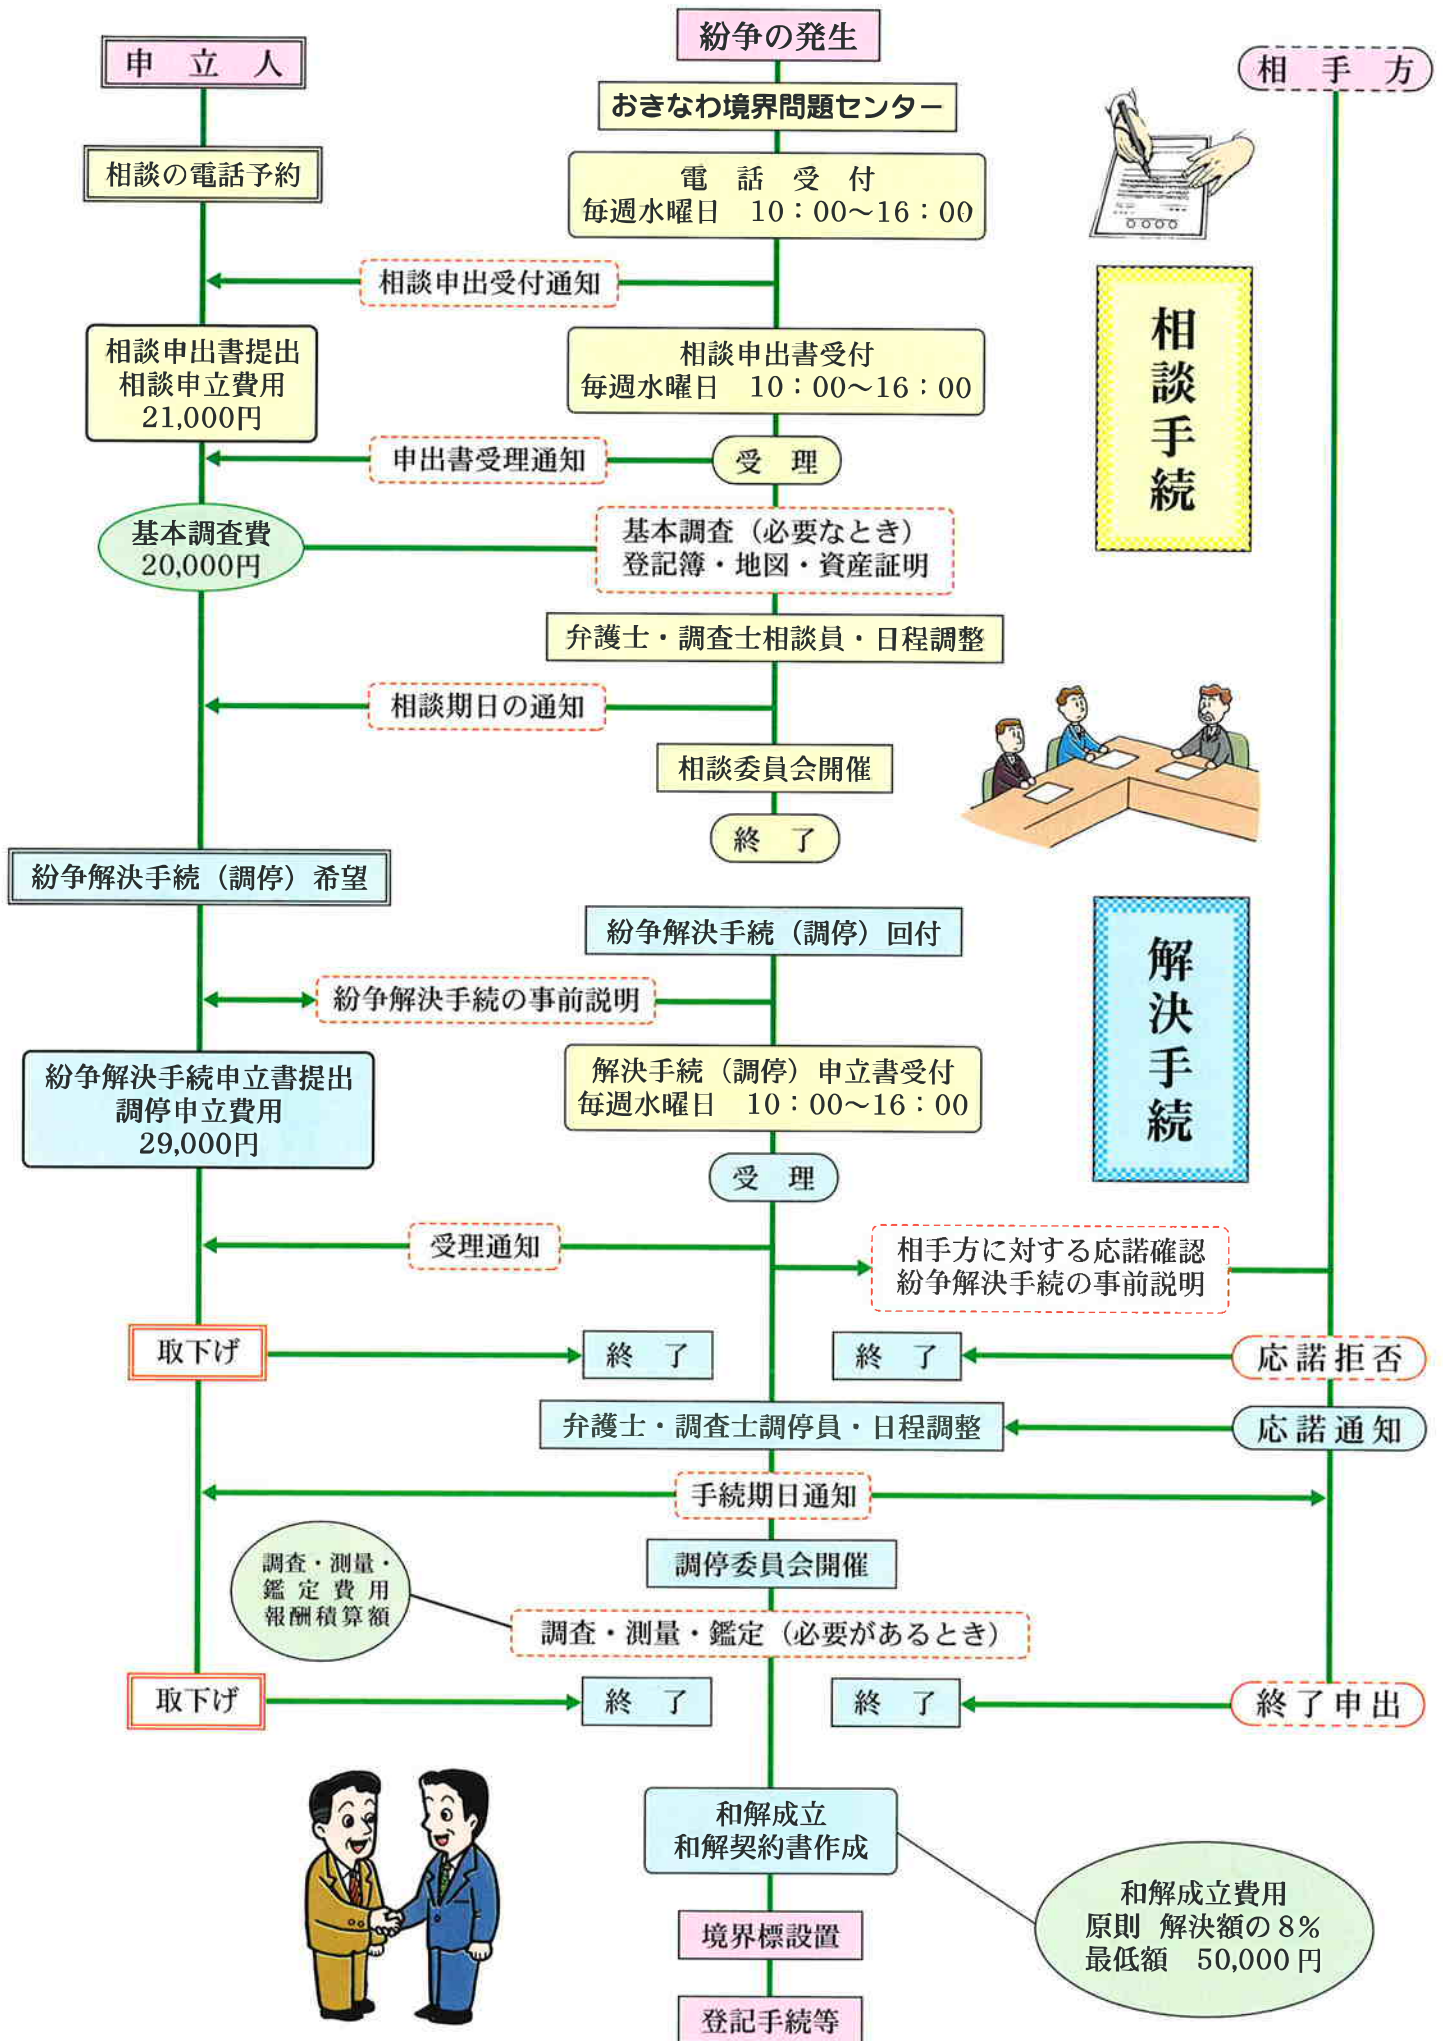 紛争の発生
申 立 人
相 手 方
おきなわ境界問題センター
相談の電話予約
電 話 受 付
毎週水曜日 10：00～16：00
相談申出受付通知
相談手続
相談申出書提出
相談申立費用
21,000円
相談申出書受付
毎週水曜日 10：00～16：00
申出書受理通知
受 理
基本調査費
20,000円
基本調査（必要なとき）
登記簿・地図・資産証明
弁護士・調査士相談員・日程調整
相談期日の通知
相談委員会開催
終 了
紛争解決手続（調停）希望
紛争解決手続（調停）回付
解決手続
紛争解決手続の事前説明
紛争解決手続申立書提出
調停申立費用
29,000円
解決手続（調停）申立書受付
毎週水曜日 10：00～16：00
受 理
受理通知
相手方に対する応諾確認
紛争解決手続の事前説明
取下げ
終 了
終 了
応諾拒否
弁護士・調査士調停員・日程調整
応諾通知
手続期日通知
調停委員会開催
調査・測量・
鑑定費用
報酬積算額
調査・測量・鑑定（必要があるとき）
取下げ
終 了
終 了
終了申出
和解成立
和解契約書作成
和解成立費用
原則 解決額の8％
最低額 50,000円
境界標設置
登記手続等